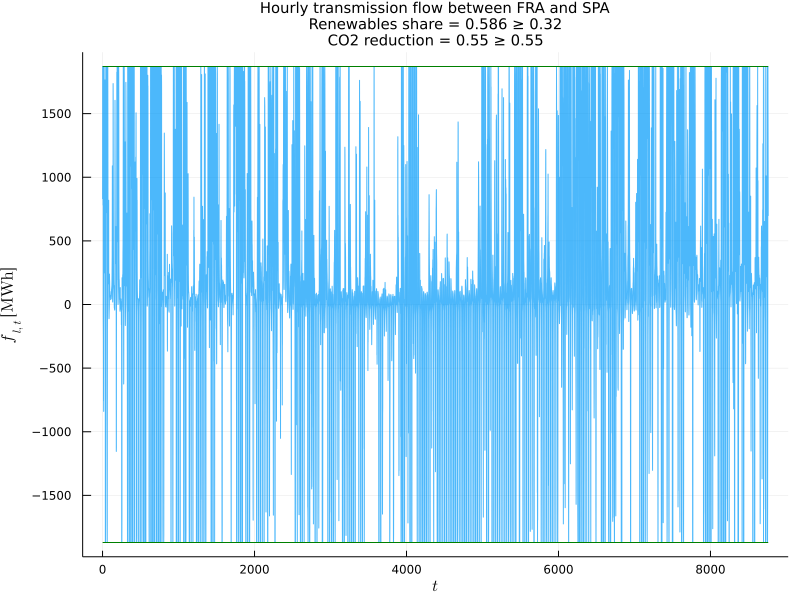 Hourly transmission flow between FRA and SPA
Renewables share = 0.586 ≥ 0.32
CO2 reduction = 0.55 ≥ 0.55
1500
1000
500
0
−500
−1000
−1500
f l,t [MWh]
0 2000 4000 6000 8000
t